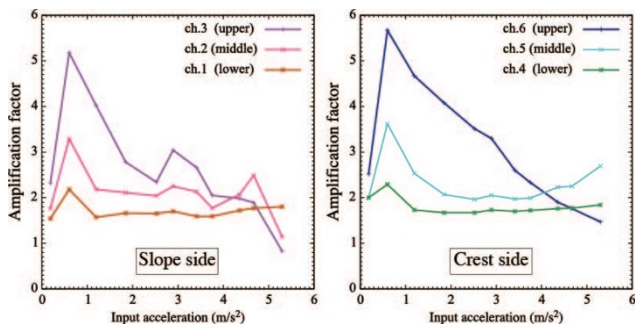 6
5
4
3
2
1
0
Amplification factor
ch.3 (upper)
ch.2 (middle)
ch.1 (lower)
Slope side
0 1 2 3 4 5 6
Input acceleration (m/s²)
6
5
4
3
2
1
0
Amplification factor
ch.6 (upper)
ch.5 (middle)
ch.4 (lower)
Crest side
0 1 2 3 4 5 6
Input acceleration (m/s²)